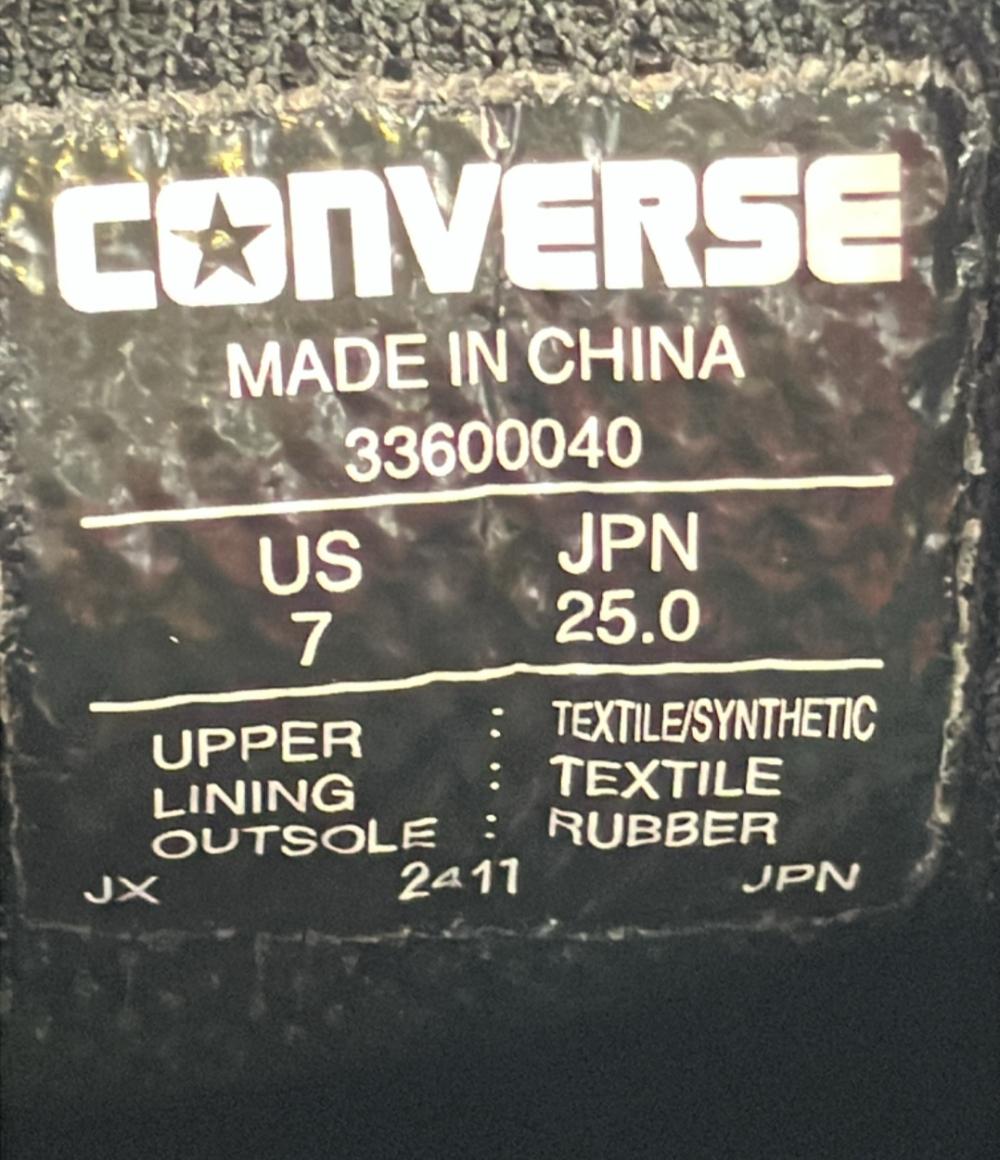 CONVERSE
MADE IN CHINA
33600040
US JPN
7 25.0
UPPER : TEXTILE/SYNTHETIC
LINING : TEXTILE
OUTSOLE : RUBBER
JX 2411 JPN